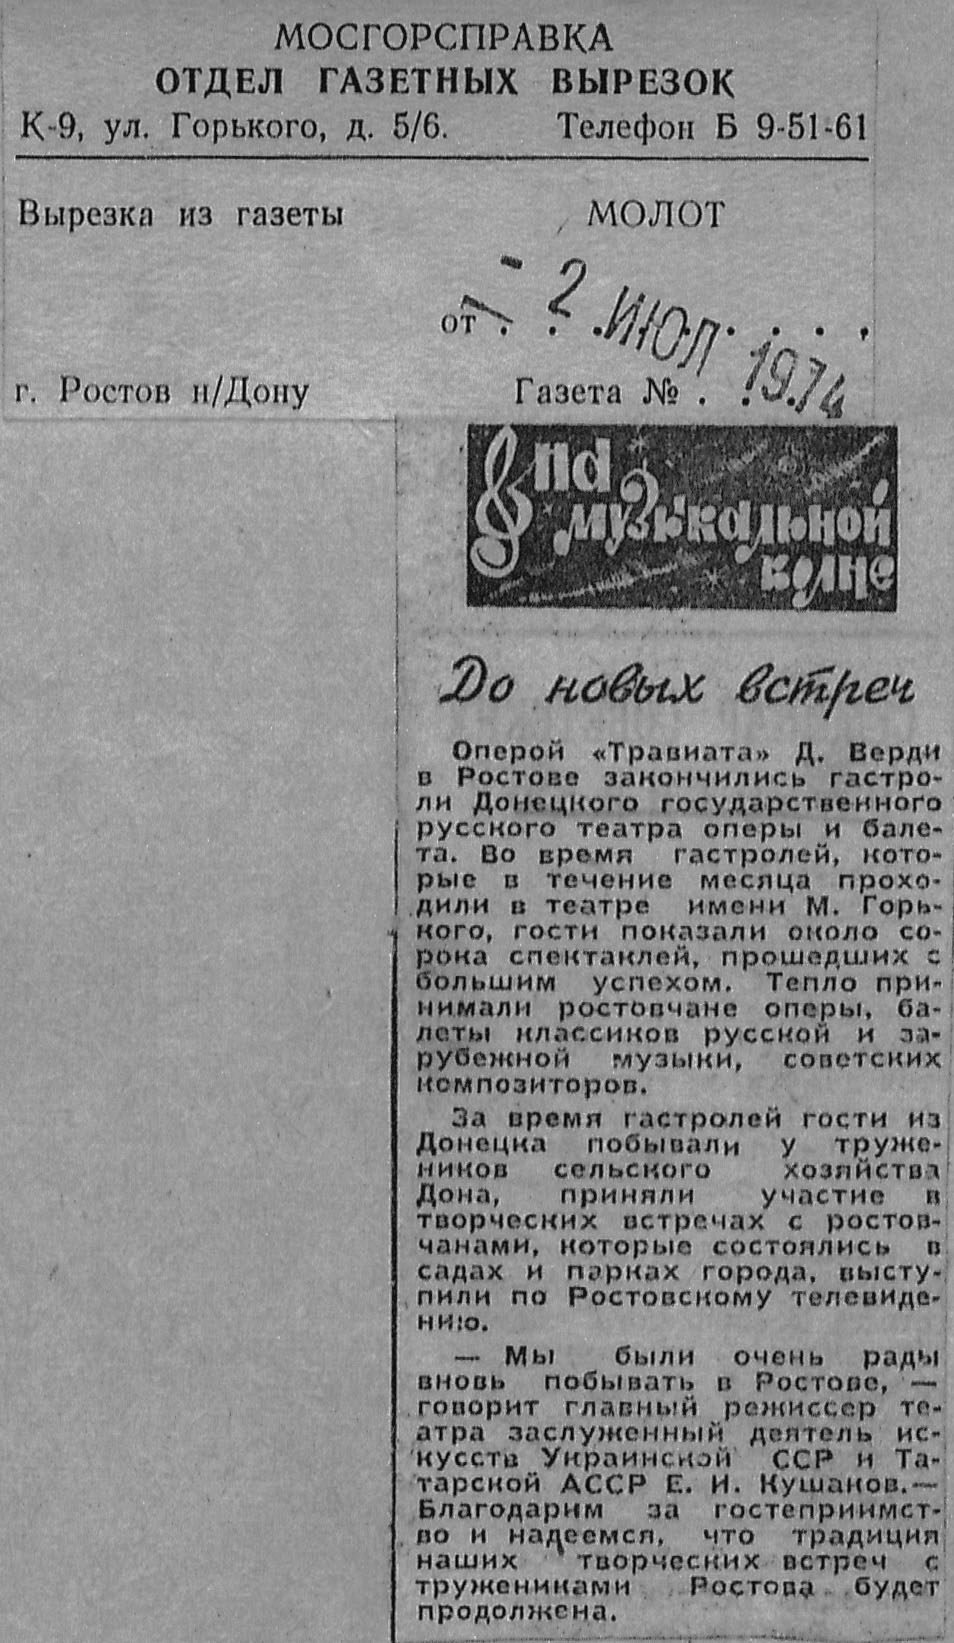 МОСГОРСПРАВКА
ОТДЕЛ ГАЗЕТНЫХ ВЫРЕЗОК
К-9, ул. Горького, д. 5/6. Телефон Б 9-51-61
Вырезка из газеты МОЛОТ
от - 2 ИЮЛ 1974
г. Ростов н/Дону Газета № . .
На
музыкальной
волне
До новых встреч
Оперой «Травиата» Д. Верди
в Ростове закончились гастро-
ли Донецкого государственного
русского театра оперы и бале-
та. Во время гастролей, кото-
рые в течение месяца прохо-
дили в театре имени М. Горь-
кого, гости показали около со-
рока спектаклей, прошедших с
большим успехом. Тепло при-
нимали ростовчане оперы, ба-
леты классиков русской и за-
рубежной музыки, советских
композиторов.
За время гастролей гости из
Донецка побывали у труже-
ников сельского хозяйства
Дона, приняли участие в
творческих встречах с ростов-
чанами, которые состоялись в
садах и парках города, высту-
пили по Ростовскому телевиде-
нию.
— Мы были очень рады
вновь побывать в Ростове, —
говорит главный режиссер те-
атра заслуженный деятель ис-
кусств Украинской ССР и Та-
тарской АССР Е. И. Кушаков.—
Благодарим за гостеприимст-
во и надеемся, что традиция
наших творческих встреч с
тружениками Ростова будет
продолжена.